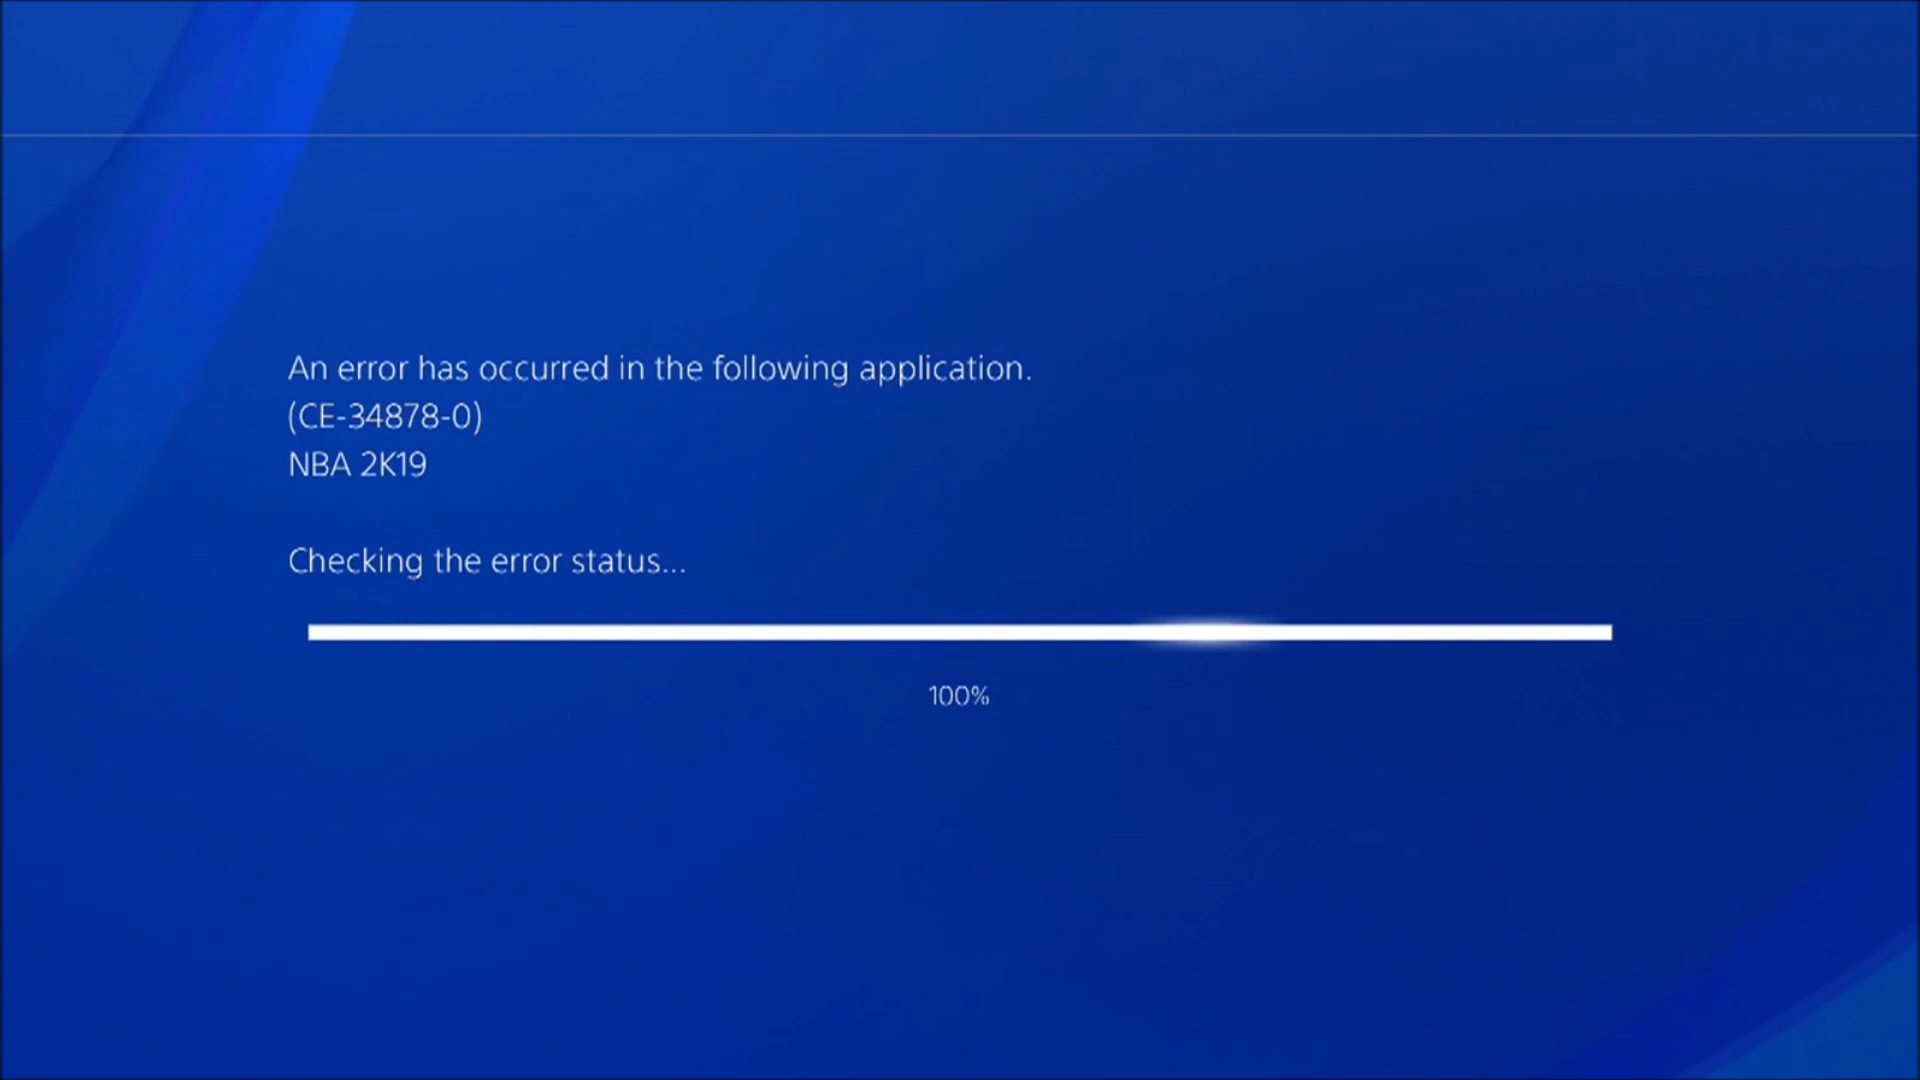 An error has occurred in the following application.
(CE-34878-0)
NBA 2K19
Checking the error status...
100%